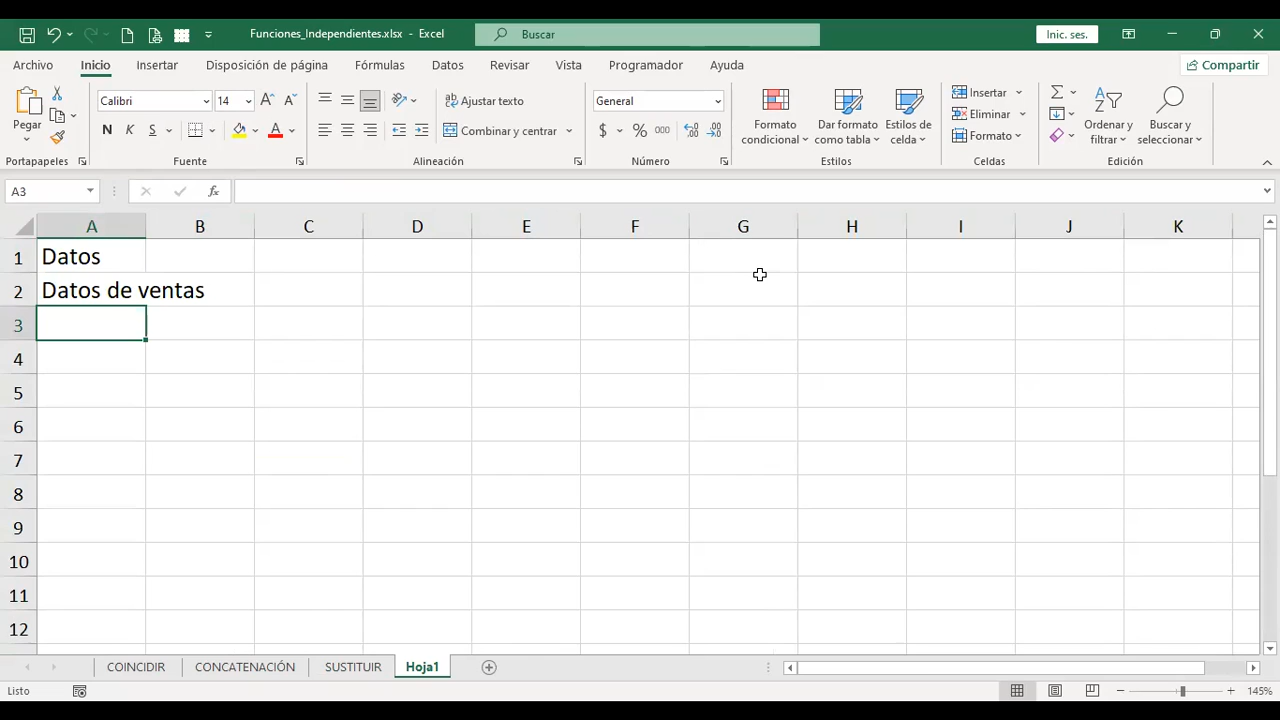 Funciones_Independientes.xlsx - Excel
Buscar
Inic. ses.
Archivo Inicio Insertar Disposición de página Fórmulas Datos Revisar Vista Programador Ayuda
Compartir
Pegar
Calibri 14
N K S
Ajustar texto
Combinar y centrar
General
$ % 000
Formato condicional
Dar formato como tabla
Estilos de celda
Insertar
Eliminar
Formato
Ordenar y filtrar
Buscar y seleccionar
Portapapeles Fuente Alineación Número Estilos Celdas Edición
A3 fx
A B C D E F G H I J K
1 Datos
2 Datos de ventas
3
4
5
6
7
8
9
10
11
12
COINCIDIR CONCATENACIÓN SUSTITUIR Hoja1
Listo 145%